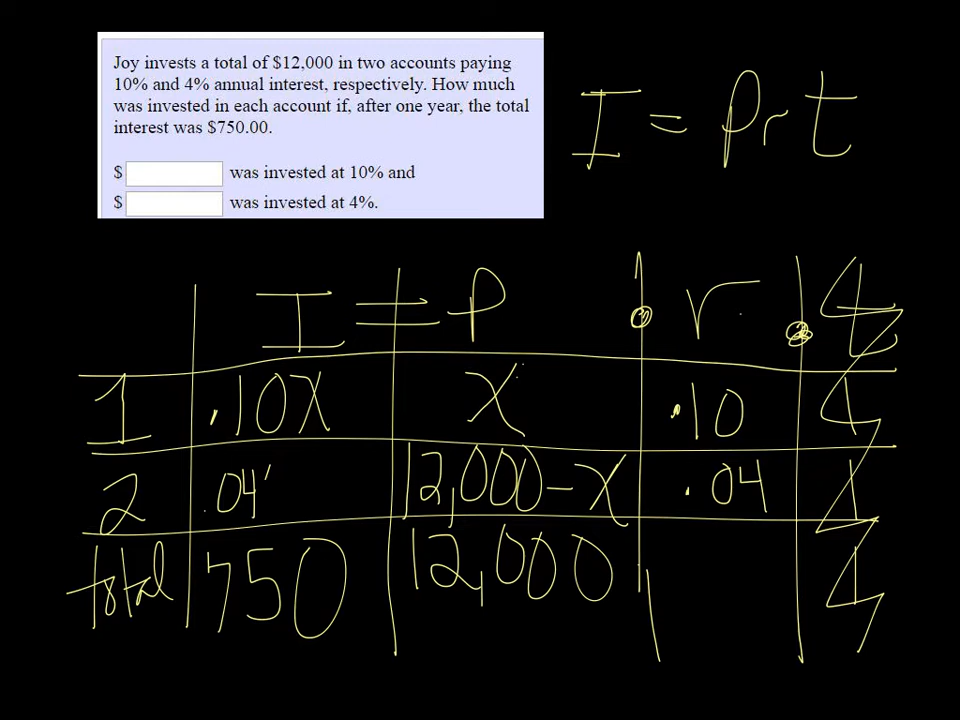 Joy invests a total of $12,000 in two accounts paying
10% and 4% annual interest, respectively. How much
was invested in each account if, after one year, the total
interest was $750.00.
$ was invested at 10% and
$ was invested at 4%.
I = Prt
I = P · r · t
1 .10x x .10 1
2 .04 12,000-x .04 1
total 750 12,000 1